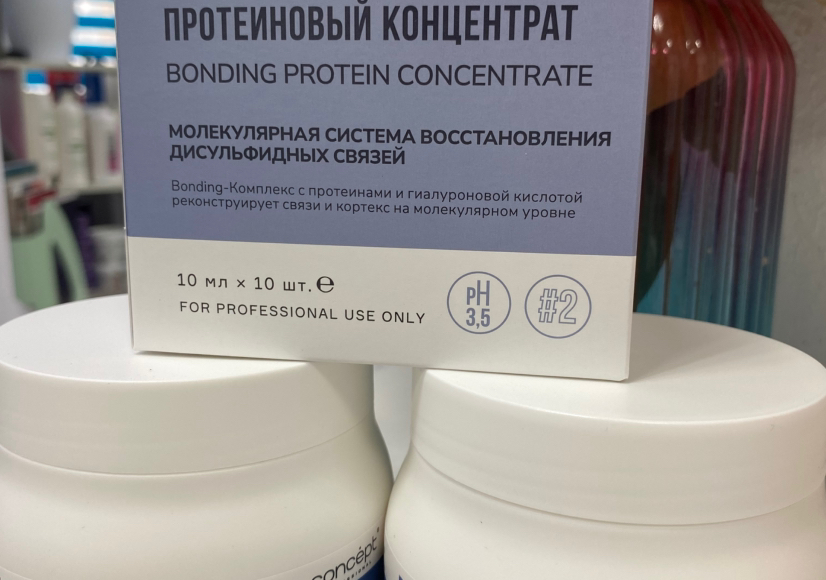 ПРОТЕИНОВЫЙ КОНЦЕНТРАТ
BONDING PROTEIN CONCENTRATE
МОЛЕКУЛЯРНАЯ СИСТЕМА ВОССТАНОВЛЕНИЯ
ДИСУЛЬФИДНЫХ СВЯЗЕЙ
Bonding-Комплекс с протеинами и гиалуроновой кислотой
реконструирует связи и кортекс на молекулярном уровне
10 мл × 10 шт. ℮
FOR PROFESSIONAL USE ONLY
pH
3,5
#2
concept